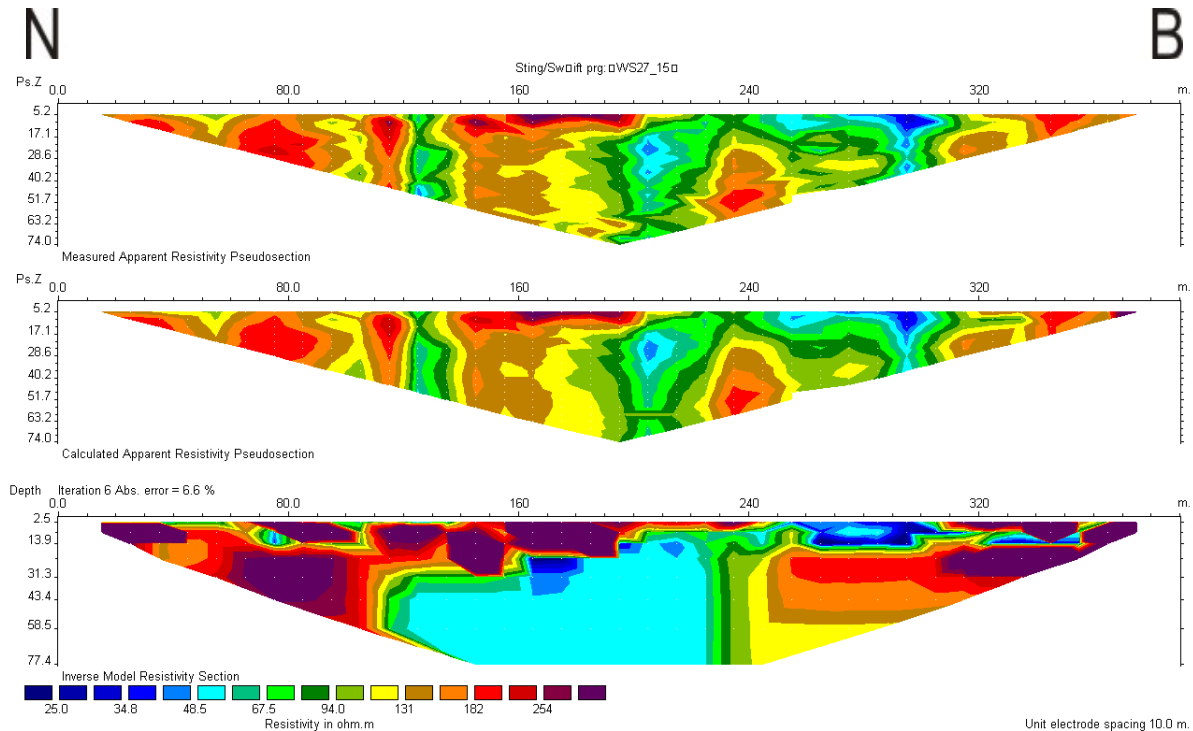 N B
Sting/Sw□ift prg: □WS27_15□
Ps.Z 0.0 80.0 160 240 320 m.
5.2
17.1
28.6
40.2
51.7
63.2
74.0
Measured Apparent Resistivity Pseudosection
Ps.Z 0.0 80.0 160 240 320 m.
5.2
17.1
28.6
40.2
51.7
63.2
74.0
Calculated Apparent Resistivity Pseudosection
Depth Iteration 6 Abs. error = 6.6 %
0.0 80.0 160 240 320 m.
2.5
13.9
31.3
43.4
58.5
77.4
Inverse Model Resistivity Section
25.0 34.8 48.5 67.5 94.0 131 182 254
Resistivity in ohm.m Unit electrode spacing 10.0 m.